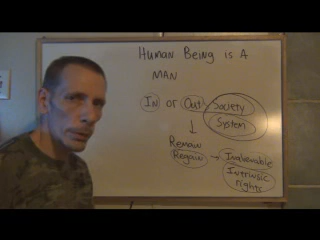 Human Being is A
MAN
In or Out Society
System
Remain
Regain → Inalienable
Intrinsic
rights